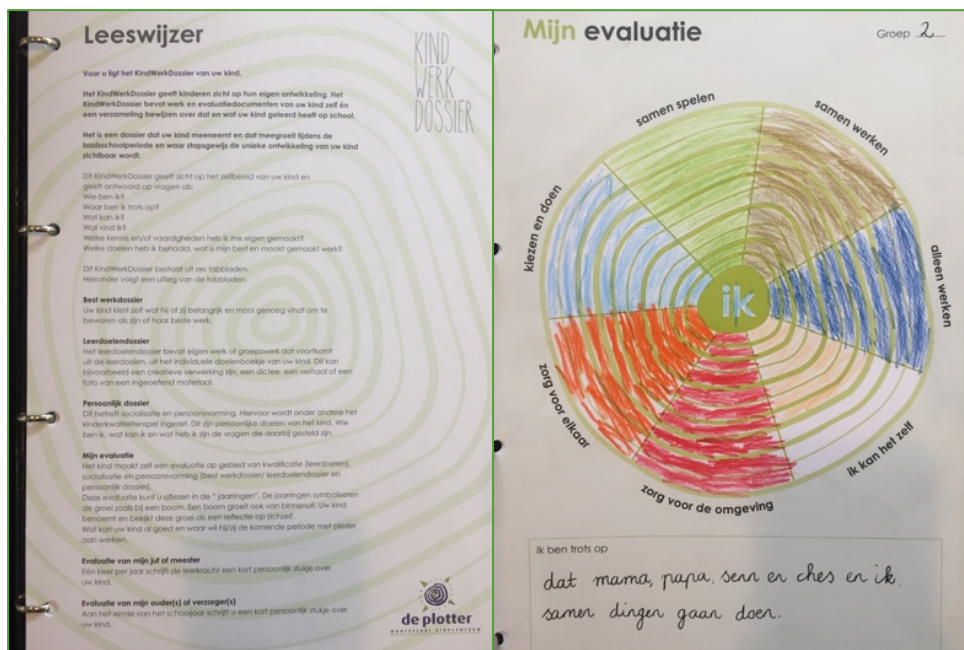 Leeswijzer
KIND
WERK
DOSSIER
Voor u ligt het KindWerkDossier van uw kind.
Het KindWerkDossier geeft kinderen zicht op hun eigen ontwikkeling. Het
KindWerkDossier bevat werk en evaluatiedocumenten van uw kind zelf én
een verzameling bewijzen over dat en wat uw kind geleerd heeft op school.
Het is een dossier dat uw kind meeneemt en dat meegroeit tijdens de
basisschoolperiode en waar stapsgewijs de unieke ontwikkeling van uw kind
zichtbaar wordt.
Dit KindWerkDossier geeft zicht op het zelfbeeld van uw kind en
geeft antwoord op vragen als:
Wie ben ik?
Waar ben ik trots op?
Wat kan ik?
Wat vind ik?
Welke kennis en/of vaardigheden heb ik me eigen gemaakt?
Welke doelen heb ik behaald, wat is mijn best en mooist gemaakt werk?
Dit KindWerkDossier bestaat uit zes tabbladen.
Hieronder volgt een uitleg van de tabbladen.
Best werkdossier
Uw kind kiest zelf wat hij of zij belangrijk en mooi genoeg vindt om te
bewaren als zijn of haar beste werk.
Leerdoelendossier
Het leerdoelendossier bevat eigen werk of groepswerk dat voortkomt
uit de leerdoelen, uit het individuele doelenboekje van uw kind. Dit kan
bijvoorbeeld een creatieve verwerking zijn, een dictee, een verhaal of een
foto van een ingeoefend materiaal.
Persoonlijk dossier
Dit betreft socialisatie en persoonsvorming. Hiervoor wordt onder andere het
kinderkwaliteitenspel ingezet. Dit zijn persoonlijke doelen van het kind. Wie
ben ik, wat kan ik en wat heb ik zijn de vragen die daarbij gesteld zijn.
Mijn evaluatie
Het kind maakt zelf een evaluatie op gebied van kwalificatie (leerdoelen),
socialisatie en persoonsvorming (best werkdossier/ leerdoelendossier en
persoonlijk dossier).
Deze evaluatie kunt u aflezen in de " jaarringen". De jaarringen symboliseren
de groei zoals bij een boom. Een boom groeit ook van binnenuit. Uw kind
benoemt en bekijkt deze groei als een reflectie op zichzelf.
Wat kan uw kind al goed en waar wil hij/zij de komende periode met plezier
aan werken.
Evaluatie van mijn juf of meester
Eén keer per jaar schrijft de leerkracht een kort persoonlijk stukje over
uw kind.
Evaluatie van mijn ouder(s) of verzorger(s)
Aan het einde van het schooljaar schrijft u een kort persoonlijk stukje over
uw kind.
de plotter
MONTESSORI KINDCENTRUM
Mijn evaluatie
Groep 2
samen spelen
samen werken
kiezen en doen
alleen werken
ik
zorg voor elkaar
ik kan het zelf
zorg voor de omgeving
Ik ben trots op
dat mama, papa, senn en ches en ik
samen dingen gaan doen.